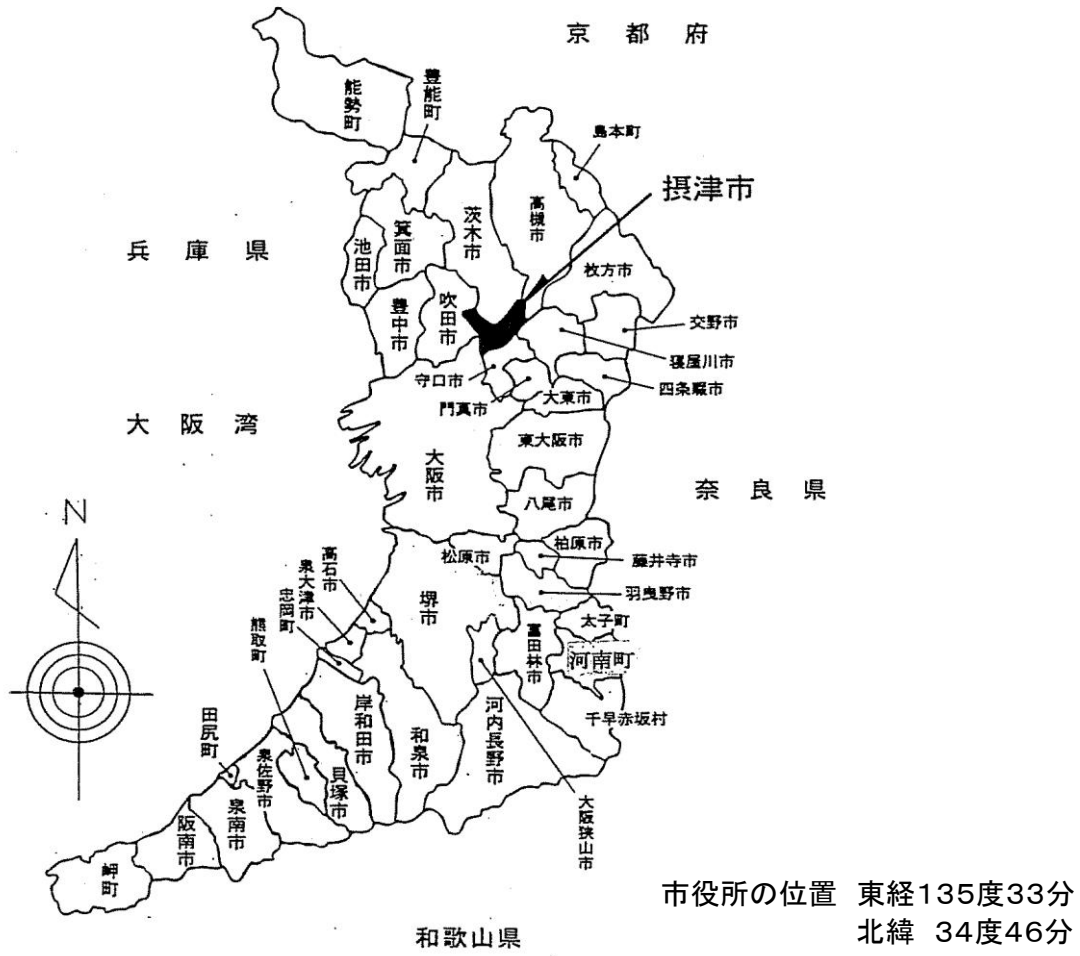 京都府
能勢町
豊能町
島本町
摂津市
高槻市
茨木市
箕面市
池田市
兵庫県
枚方市
吹田市
豊中市
交野市
寝屋川市
守口市
四条畷市
門真市
大東市
大阪湾
東大阪市
大阪市
奈良県
八尾市
N
柏原市
松原市
藤井寺市
高石市
泉大津市
忠岡町
羽曳野市
堺市
太子町
熊取町
富田林市
河南町
千早赤坂村
岸和田市
河内長野市
和泉市
田尻町
泉佐野市
貝塚市
大阪狭山市
泉南市
阪南市
岬町
市役所の位置 東経135度33分
北緯 34度46分
和歌山県